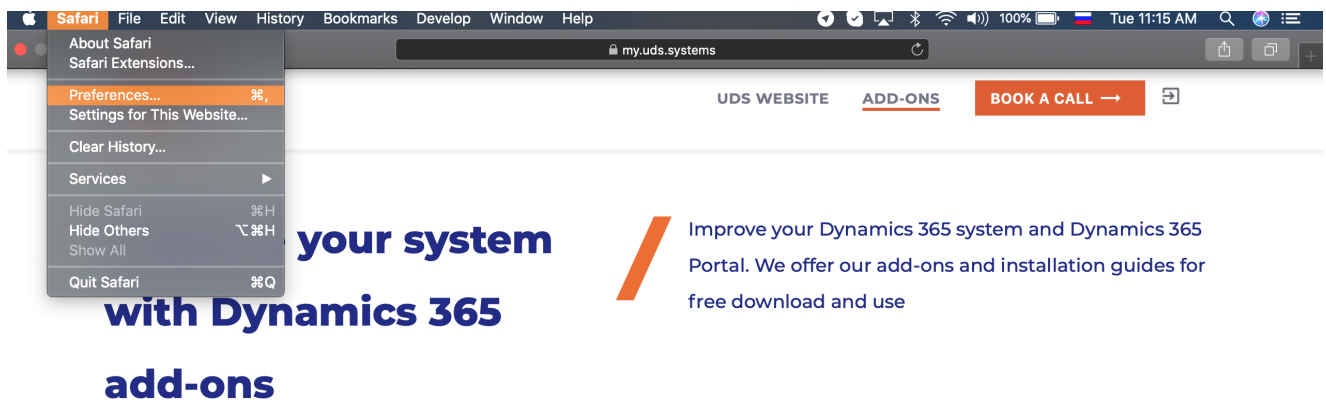 Safari File Edit View History Bookmarks Develop Window Help 100% Tue 11:15 AM
my.uds.systems
About Safari
Safari Extensions...
Preferences... ⌘,
Settings for This Website...
Clear History...
Services ▶
Hide Safari ⌘H
Hide Others ⌥⌘H
Show All
Quit Safari ⌘Q
UDS WEBSITE ADD-ONS BOOK A CALL →
your system
with Dynamics 365
add-ons
Improve your Dynamics 365 system and Dynamics 365
Portal. We offer our add-ons and installation guides for
free download and use